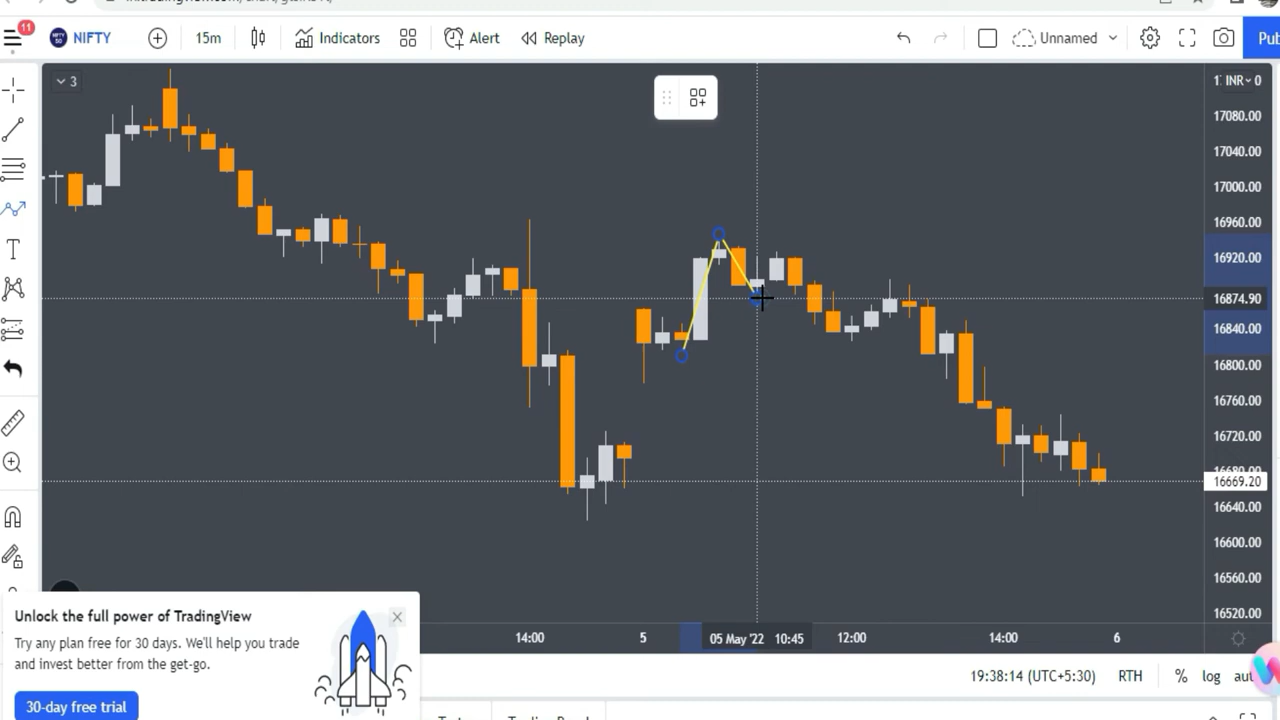 11
NIFTY
15m
Indicators
Alert
Replay
Unnamed
3
INR
0
17080.00
17040.00
17000.00
16960.00
16920.00
16874.90
16840.00
16800.00
16760.00
16720.00
16680.00
16669.20
16640.00
16600.00
16560.00
16520.00
14:00
5
05 May '22 10:45
12:00
14:00
6
Unlock the full power of TradingView
Try any plan free for 30 days. We'll help you trade
and invest better from the get-go.
30-day free trial
19:38:14 (UTC+5:30)
RTH
%
log